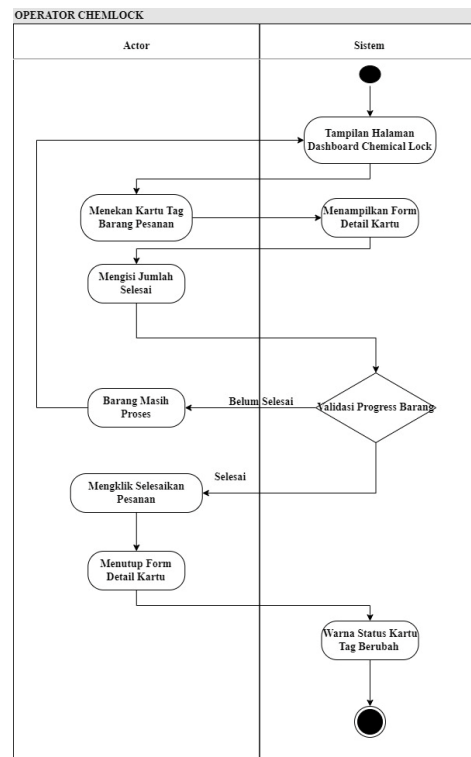 OPERATOR CHEMLOCK
Actor
Sistem
Tampilan Halaman
Dashboard Chemical Lock
Menekan Kartu Tag
Barang Pesanan
Menampilkan Form
Detail Kartu
Mengisi Jumlah
Selesai
Validasi Progress Barang
Belum Selesai
Barang Masih
Proses
Selesai
Mengklik Selesaikan
Pesanan
Menutup Form
Detail Kartu
Warna Status Kartu
Tag Berubah